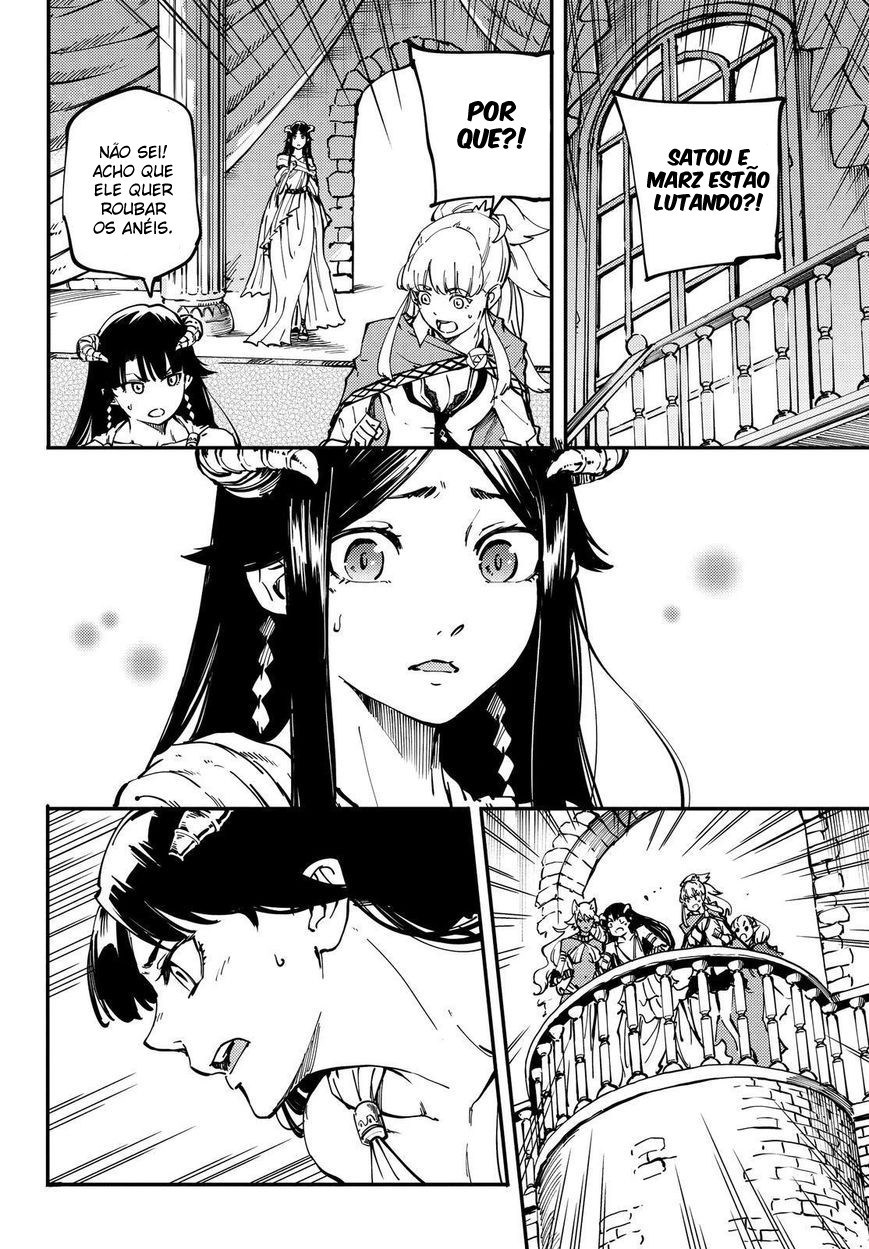 SATOU E
MARZ ESTÃO
LUTANDO?!
POR
QUE?!
NÃO SEI!
ACHO QUE
ELE QUER
ROUBAR
OS ANÉIS.